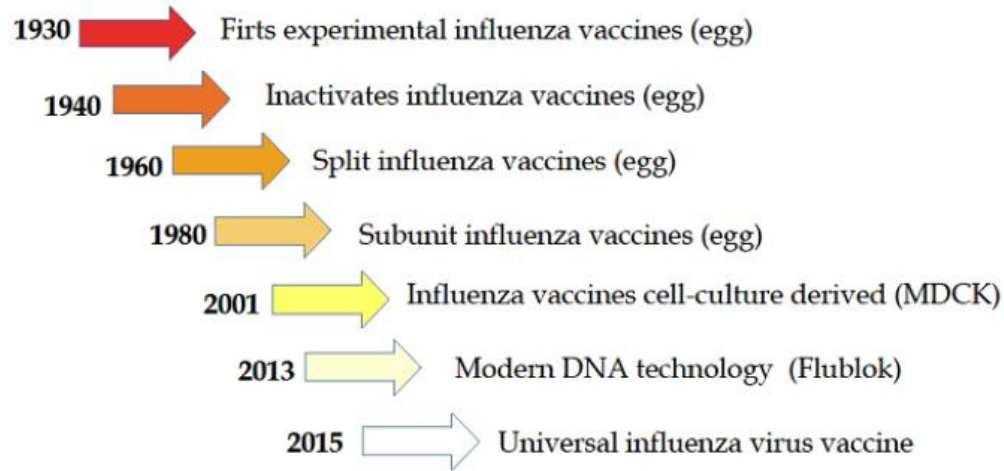 1930 Firts experimental influenza vaccines (egg)
1940 Inactivates influenza vaccines (egg)
1960 Split influenza vaccines (egg)
1980 Subunit influenza vaccines (egg)
2001 Influenza vaccines cell-culture derived (MDCK)
2013 Modern DNA technology (Flublok)
2015 Universal influenza virus vaccine